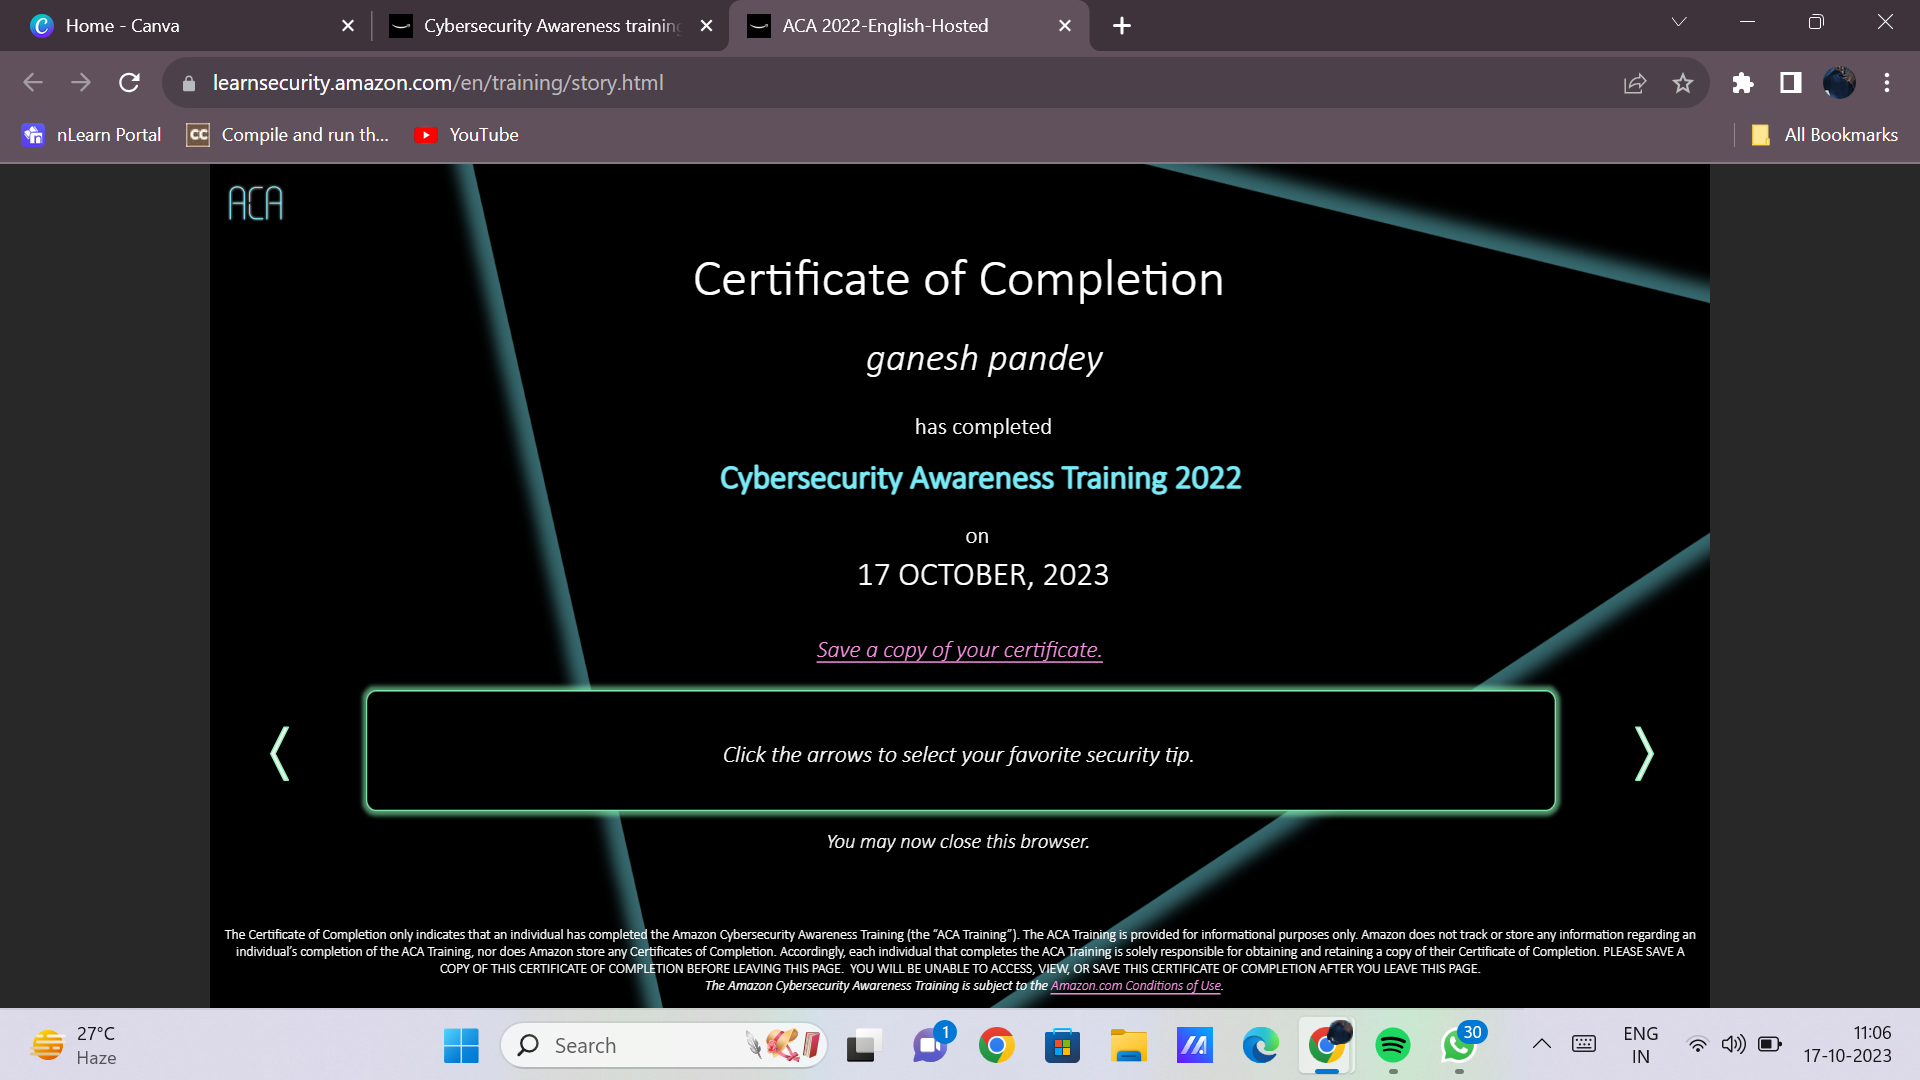 Home - Canva
Cybersecurity Awareness training
ACA 2022-English-Hosted
learnsecurity.amazon.com/en/training/story.html
nLearn Portal
CC
Compile and run th...
YouTube
All Bookmarks
ACA
Certificate of Completion
ganesh pandey
has completed
Cybersecurity Awareness Training 2022
on
17 OCTOBER, 2023
Save a copy of your certificate.
Click the arrows to select your favorite security tip.
You may now close this browser.
The Certificate of Completion only indicates that an individual has completed the Amazon Cybersecurity Awareness Training (the “ACA Training”). The ACA Training is provided for informational purposes only. Amazon does not track or store any information regarding an
individual’s completion of the ACA Training, nor does Amazon store any Certificates of Completion. Accordingly, each individual that completes the ACA Training is solely responsible for obtaining and retaining a copy of their Certificate of Completion. PLEASE SAVE A
COPY OF THIS CERTIFICATE OF COMPLETION BEFORE LEAVING THIS PAGE. YOU WILL BE UNABLE TO ACCESS, VIEW, OR SAVE THIS CERTIFICATE OF COMPLETION AFTER YOU LEAVE THIS PAGE.
The Amazon Cybersecurity Awareness Training is subject to the Amazon.com Conditions of Use.
27°C
Haze
Search
1
30
ENG
IN
11:06
17-10-2023